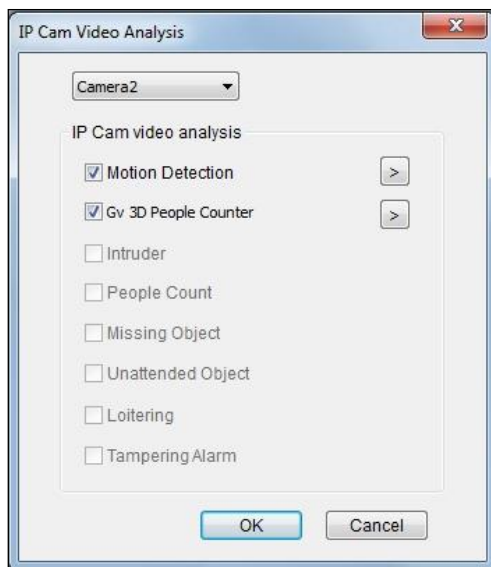 IP Cam Video Analysis
Camera2
IP Cam video analysis
Motion Detection >
Gv 3D People Counter >
Intruder
People Count
Missing Object
Unattended Object
Loitering
Tampering Alarm
OK Cancel